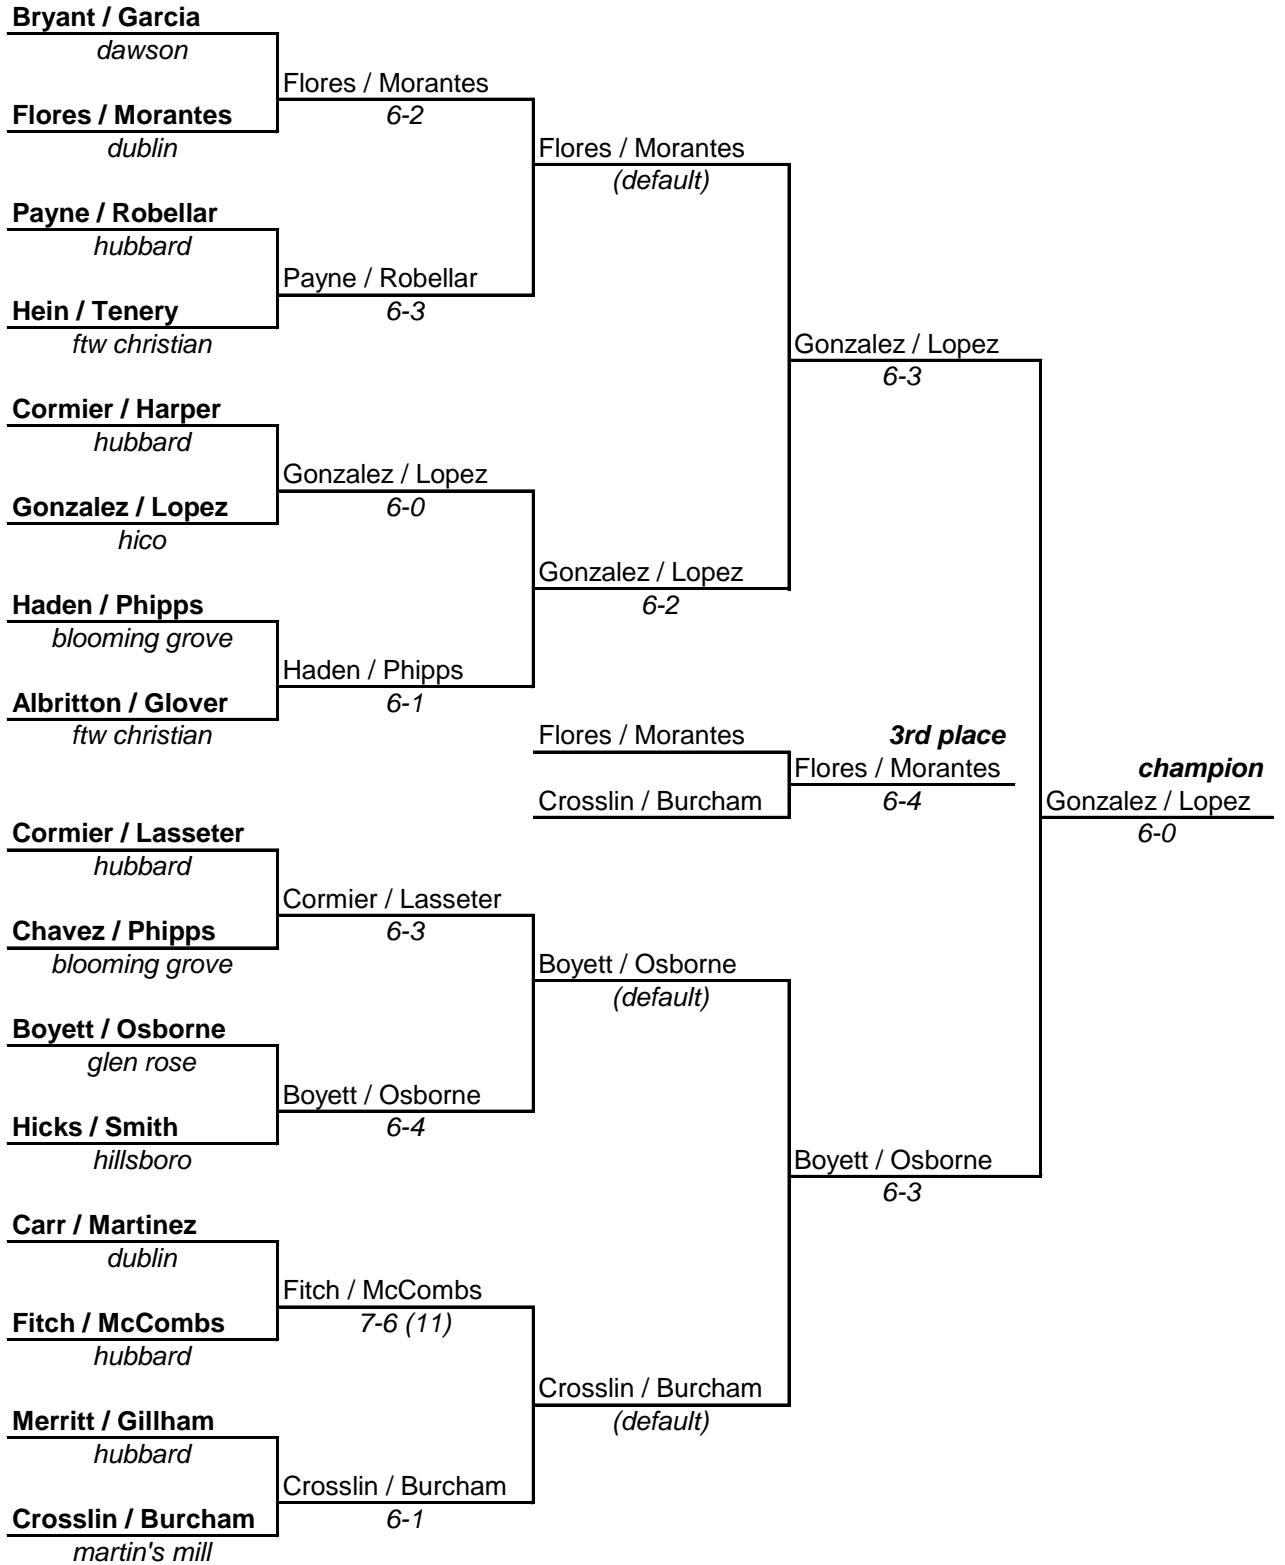 Bryant / Garcia
dawson
Flores / Morantes
6-2
Flores / Morantes
dublin
Flores / Morantes
(default)
Payne / Robellar
hubbard
Payne / Robellar
6-3
Hein / Tenery
ftw christian
Gonzalez / Lopez
6-3
Cormier / Harper
hubbard
Gonzalez / Lopez
6-0
Gonzalez / Lopez
hico
Gonzalez / Lopez
6-2
Haden / Phipps
blooming grove
Haden / Phipps
6-1
Albritton / Glover
ftw christian
Flores / Morantes
3rd place
Flores / Morantes
6-4
Crosslin / Burcham
champion
Gonzalez / Lopez
6-0
Cormier / Lasseter
hubbard
Cormier / Lasseter
6-3
Chavez / Phipps
blooming grove
Boyett / Osborne
(default)
Boyett / Osborne
glen rose
Boyett / Osborne
6-4
Hicks / Smith
hillsboro
Boyett / Osborne
6-3
Carr / Martinez
dublin
Fitch / McCombs
7-6 (11)
Fitch / McCombs
hubbard
Crosslin / Burcham
(default)
Merritt / Gillham
hubbard
Crosslin / Burcham
6-1
Crosslin / Burcham
martin's mill